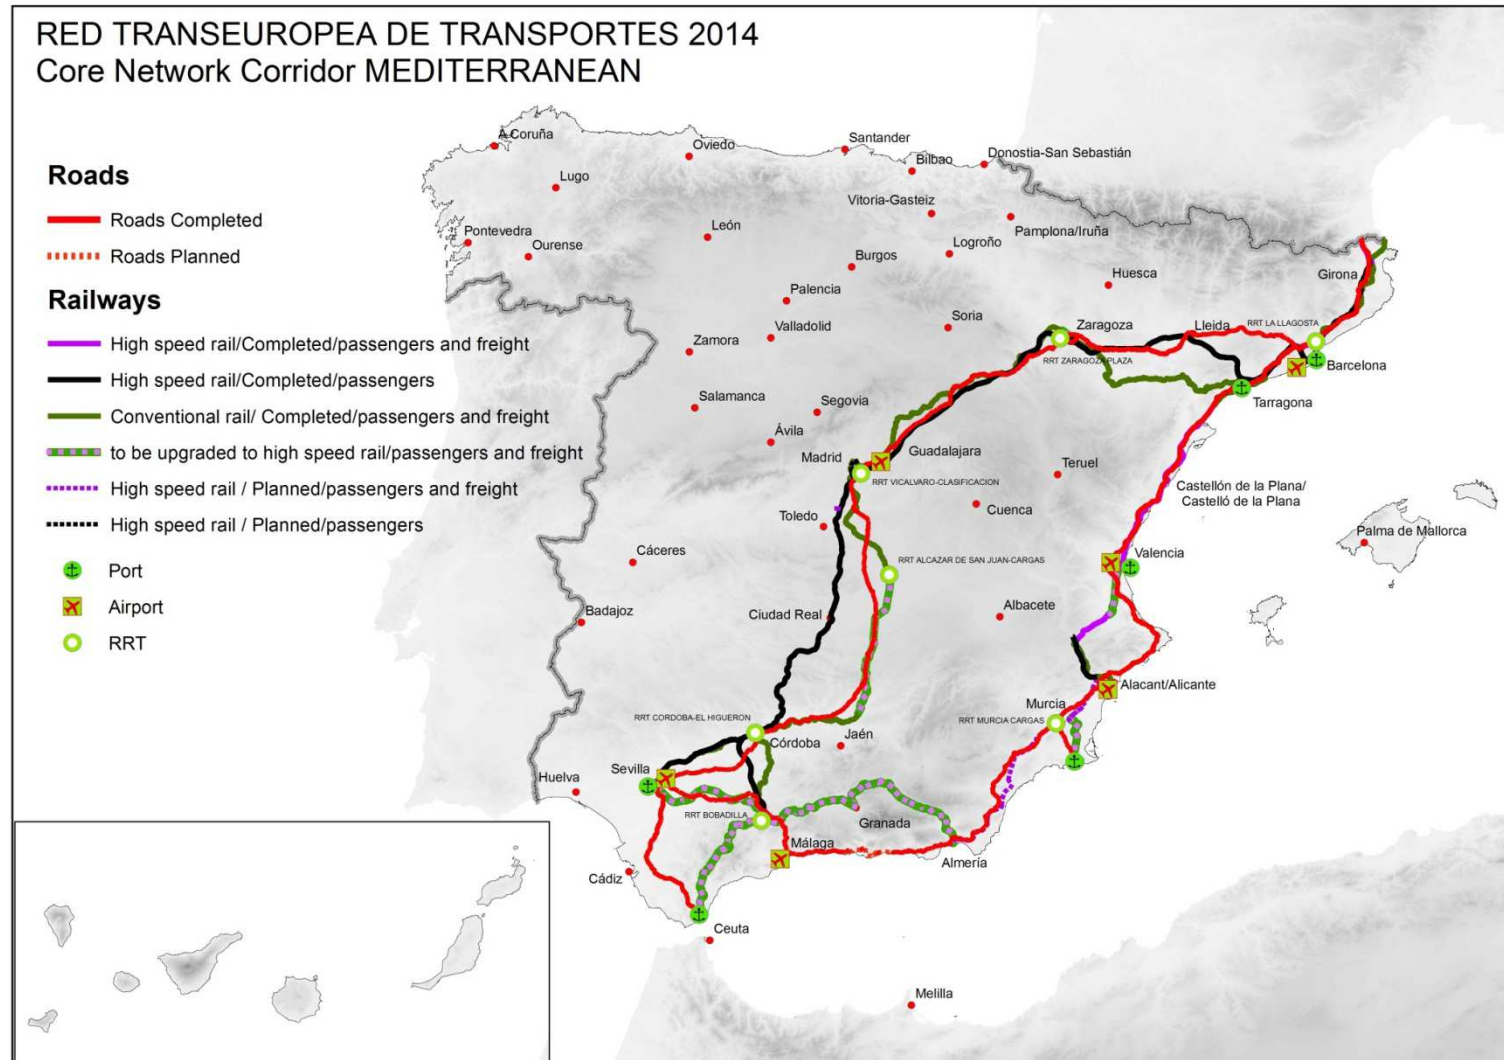 RED TRANSEUROPEA DE TRANSPORTES 2014
Core Network Corridor MEDITERRANEAN
Roads
Roads Completed
Roads Planned
Railways
High speed rail/Completed/passengers and freight
High speed rail/Completed/passengers
Conventional rail/ Completed/passengers and freight
to be upgraded to high speed rail/passengers and freight
High speed rail / Planned/passengers and freight
High speed rail / Planned/passengers
Port
Airport
RRT
A Coruña
Oviedo
Santander
Bilbao
Donostia-San Sebastián
Lugo
Vitoria-Gasteiz
Pamplona/Iruña
Pontevedra
Ourense
León
Logroño
Burgos
Huesca
Girona
Palencia
Soria
Valladolid
Zamora
Zaragoza
Lleida
RRT LA LLAGOSTA
RRT ZARAGOZA PLAZA
Barcelona
Salamanca
Segovia
Tarragona
Ávila
Madrid
Guadalajara
RRT VICALVARO-CLASIFICACION
Teruel
Castellón de la Plana/
Castelló de la Plana
Toledo
Cuenca
Palma de Mallorca
Cáceres
RRT ALCAZAR DE SAN JUAN-CARGAS
Valencia
Badajoz
Ciudad Real
Albacete
Alacant/Alicante
Murcia
RRT MURCIA CARGAS
RRT CORDOBA-EL HIGUERON
Córdoba
Jaén
Sevilla
Huelva
RRT BOBADILLA
Granada
Málaga
Almería
Cádiz
Ceuta
Melilla